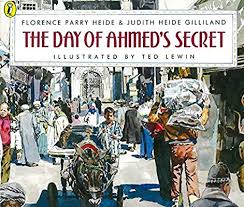 FLORENCE PARRY HEIDE & JUDITH HEIDE GILLILAND
THE DAY OF AHMED'S SECRET
ILLUSTRATED BY TED LEWIN